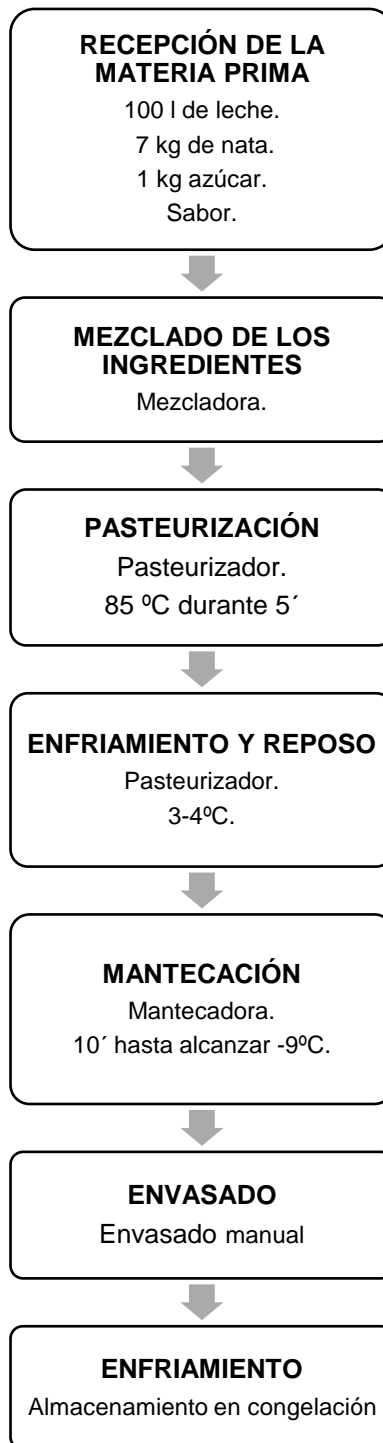 RECEPCIÓN DE LA
MATERIA PRIMA
100 l de leche.
7 kg de nata.
1 kg azúcar.
Sabor.
MEZCLADO DE LOS
INGREDIENTES
Mezcladora.
PASTEURIZACIÓN
Pasteurizador.
85 ºC durante 5´
ENFRIAMIENTO Y REPOSO
Pasteurizador.
3-4ºC.
MANTECACIÓN
Mantecadora.
10´ hasta alcanzar -9ºC.
ENVASADO
Envasado manual
ENFRIAMIENTO
Almacenamiento en congelación